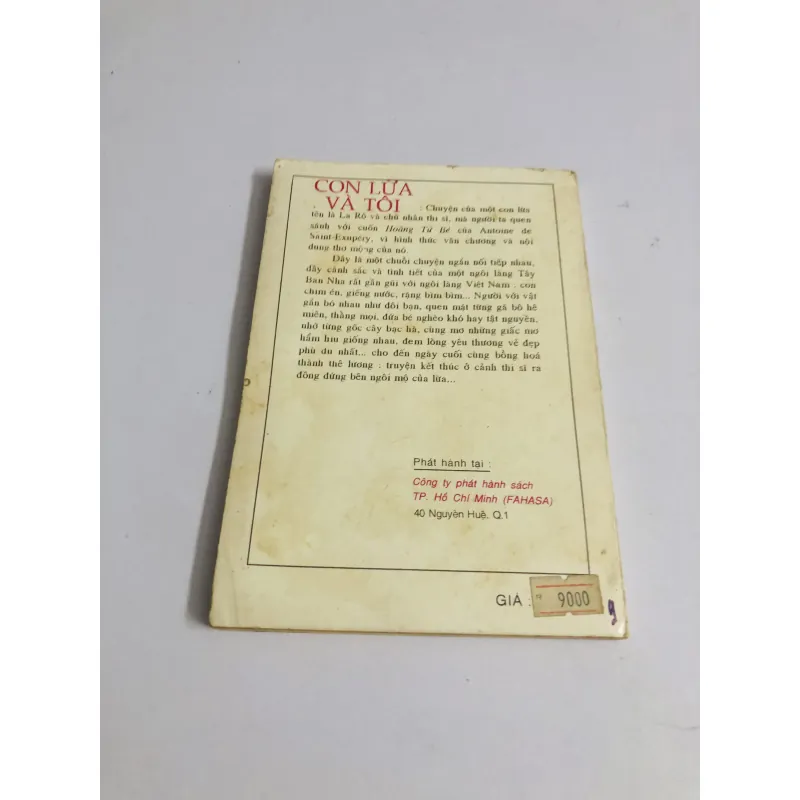 CON LỪA
VÀ TÔI : Chuyện của một con lừa
tên là La Rô và chủ nhân thi sĩ, mà người ta quen
sánh với cuốn Hoàng Tử Bé của Antoine de
Saint-Exupéry, vì hình thức văn chương và nội
dung thơ mộng của nó.
Đây là một chuỗi chuyện ngắn nối tiếp nhau,
đầy cảnh sắc và tình tiết của một ngôi làng Tây
Ban Nha rất gần gũi với ngôi làng Việt Nam : con
chim én, giếng nước, rặng bìm bìm... Người với vật
gắn bó nhau như đôi bạn, quen mặt từng gã bô hê
miên, thằng mọi, đứa bé nghèo khó hay tật nguyền,
nhớ từng gốc cây bạc hà, cùng mơ những giấc mơ
hẩm hiu giống nhau, đem lòng yêu thương vẻ đẹp
phù du nhất... cho đến ngày cuối cùng bỗng hoá
thành thê lương : truyện kết thúc ở cảnh thi sĩ ra
đồng đứng bên ngôi mộ của lừa...
Phát hành tại :
Công ty phát hành sách
TP. Hồ Chí Minh (FAHASA)
40 Nguyễn Huệ, Q.1
GIÁ : 9000